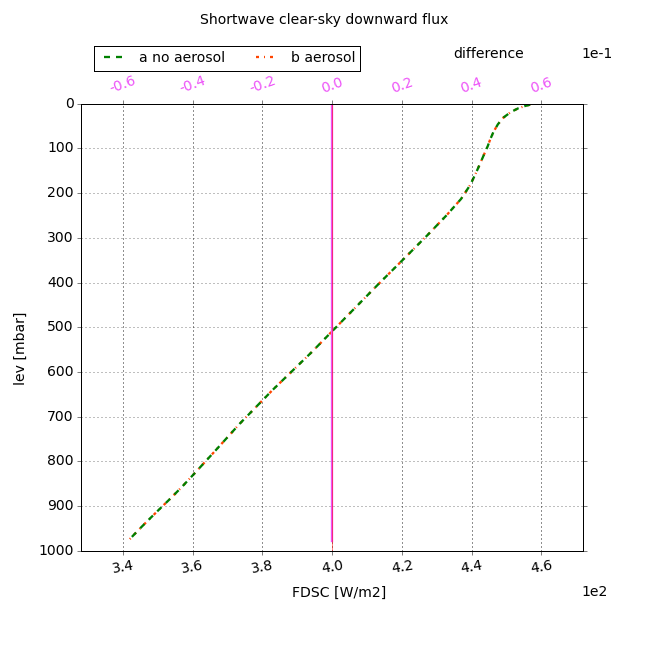 Shortwave clear-sky downward flux
a no aerosol b aerosol difference 1e-1
-0.6 -0.4 -0.2 0.0 0.2 0.4 0.6
0
100
200
300
400
500
600
700
800
900
1000
lev [mbar]
3.4 3.6 3.8 4.0 4.2 4.4 4.6
FDSC [W/m2] 1e2